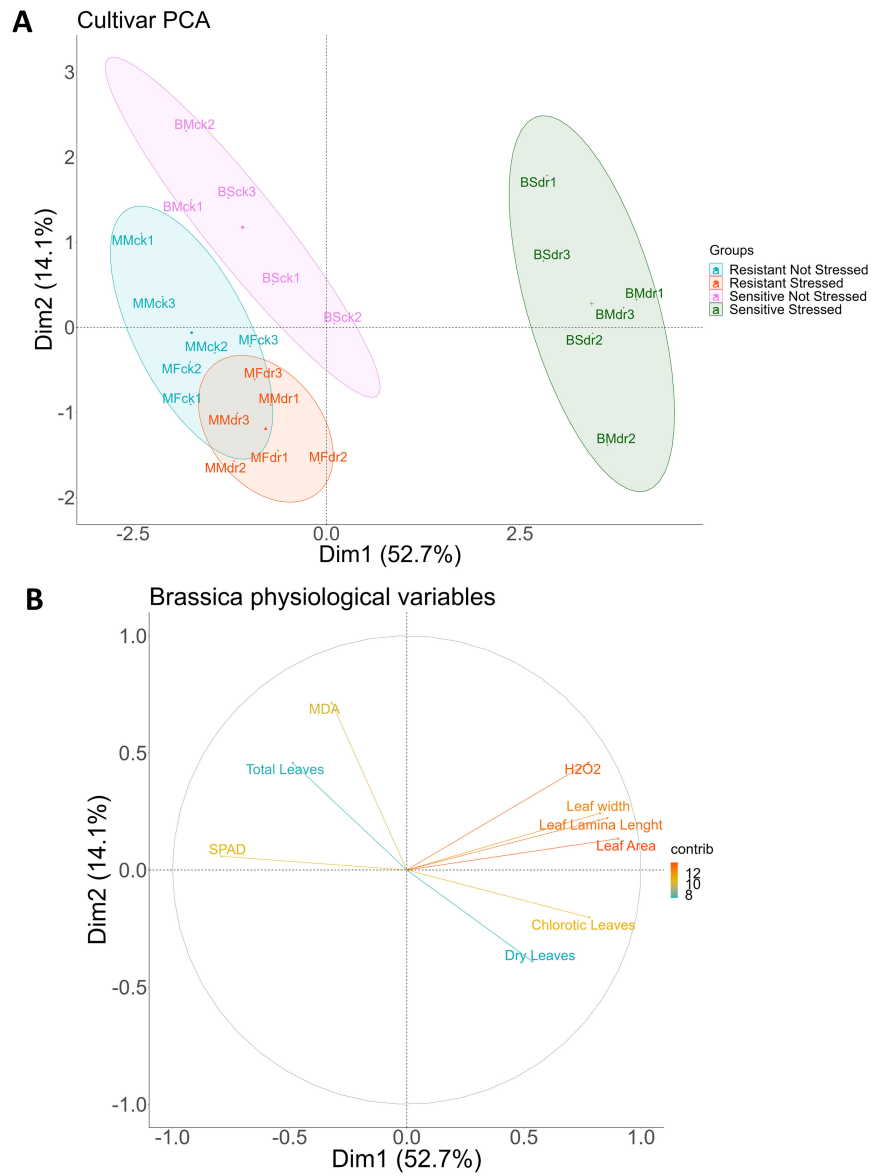 A
Cultivar PCA
3
2
1
0
-1
-2
Dim2 (14.1%)
BMck2
BSck3
BMck1
MMck1
BSck1
MMck3
BSck2
MMck2
MFck3
MFck2
MFdr3
MFck1
MMdr1
MMdr3
MMdr2
MFdr1
MFdr2
BSdr1
BSdr3
BMdr1
BMdr3
BSdr2
BMdr2
-2.5
0.0
2.5
Dim1 (52.7%)
Groups
a Resistant Not Stressed
a Resistant Stressed
a Sensitive Not Stressed
a Sensitive Stressed
B
Brassica physiological variables
1.0
0.5
0.0
-0.5
-1.0
Dim2 (14.1%)
MDA
Total Leaves
SPAD
H2O2
Leaf width
Leaf Lamina Lenght
Leaf Area
Chlorotic Leaves
Dry Leaves
-1.0
-0.5
0.0
0.5
1.0
Dim1 (52.7%)
contrib
12
10
8